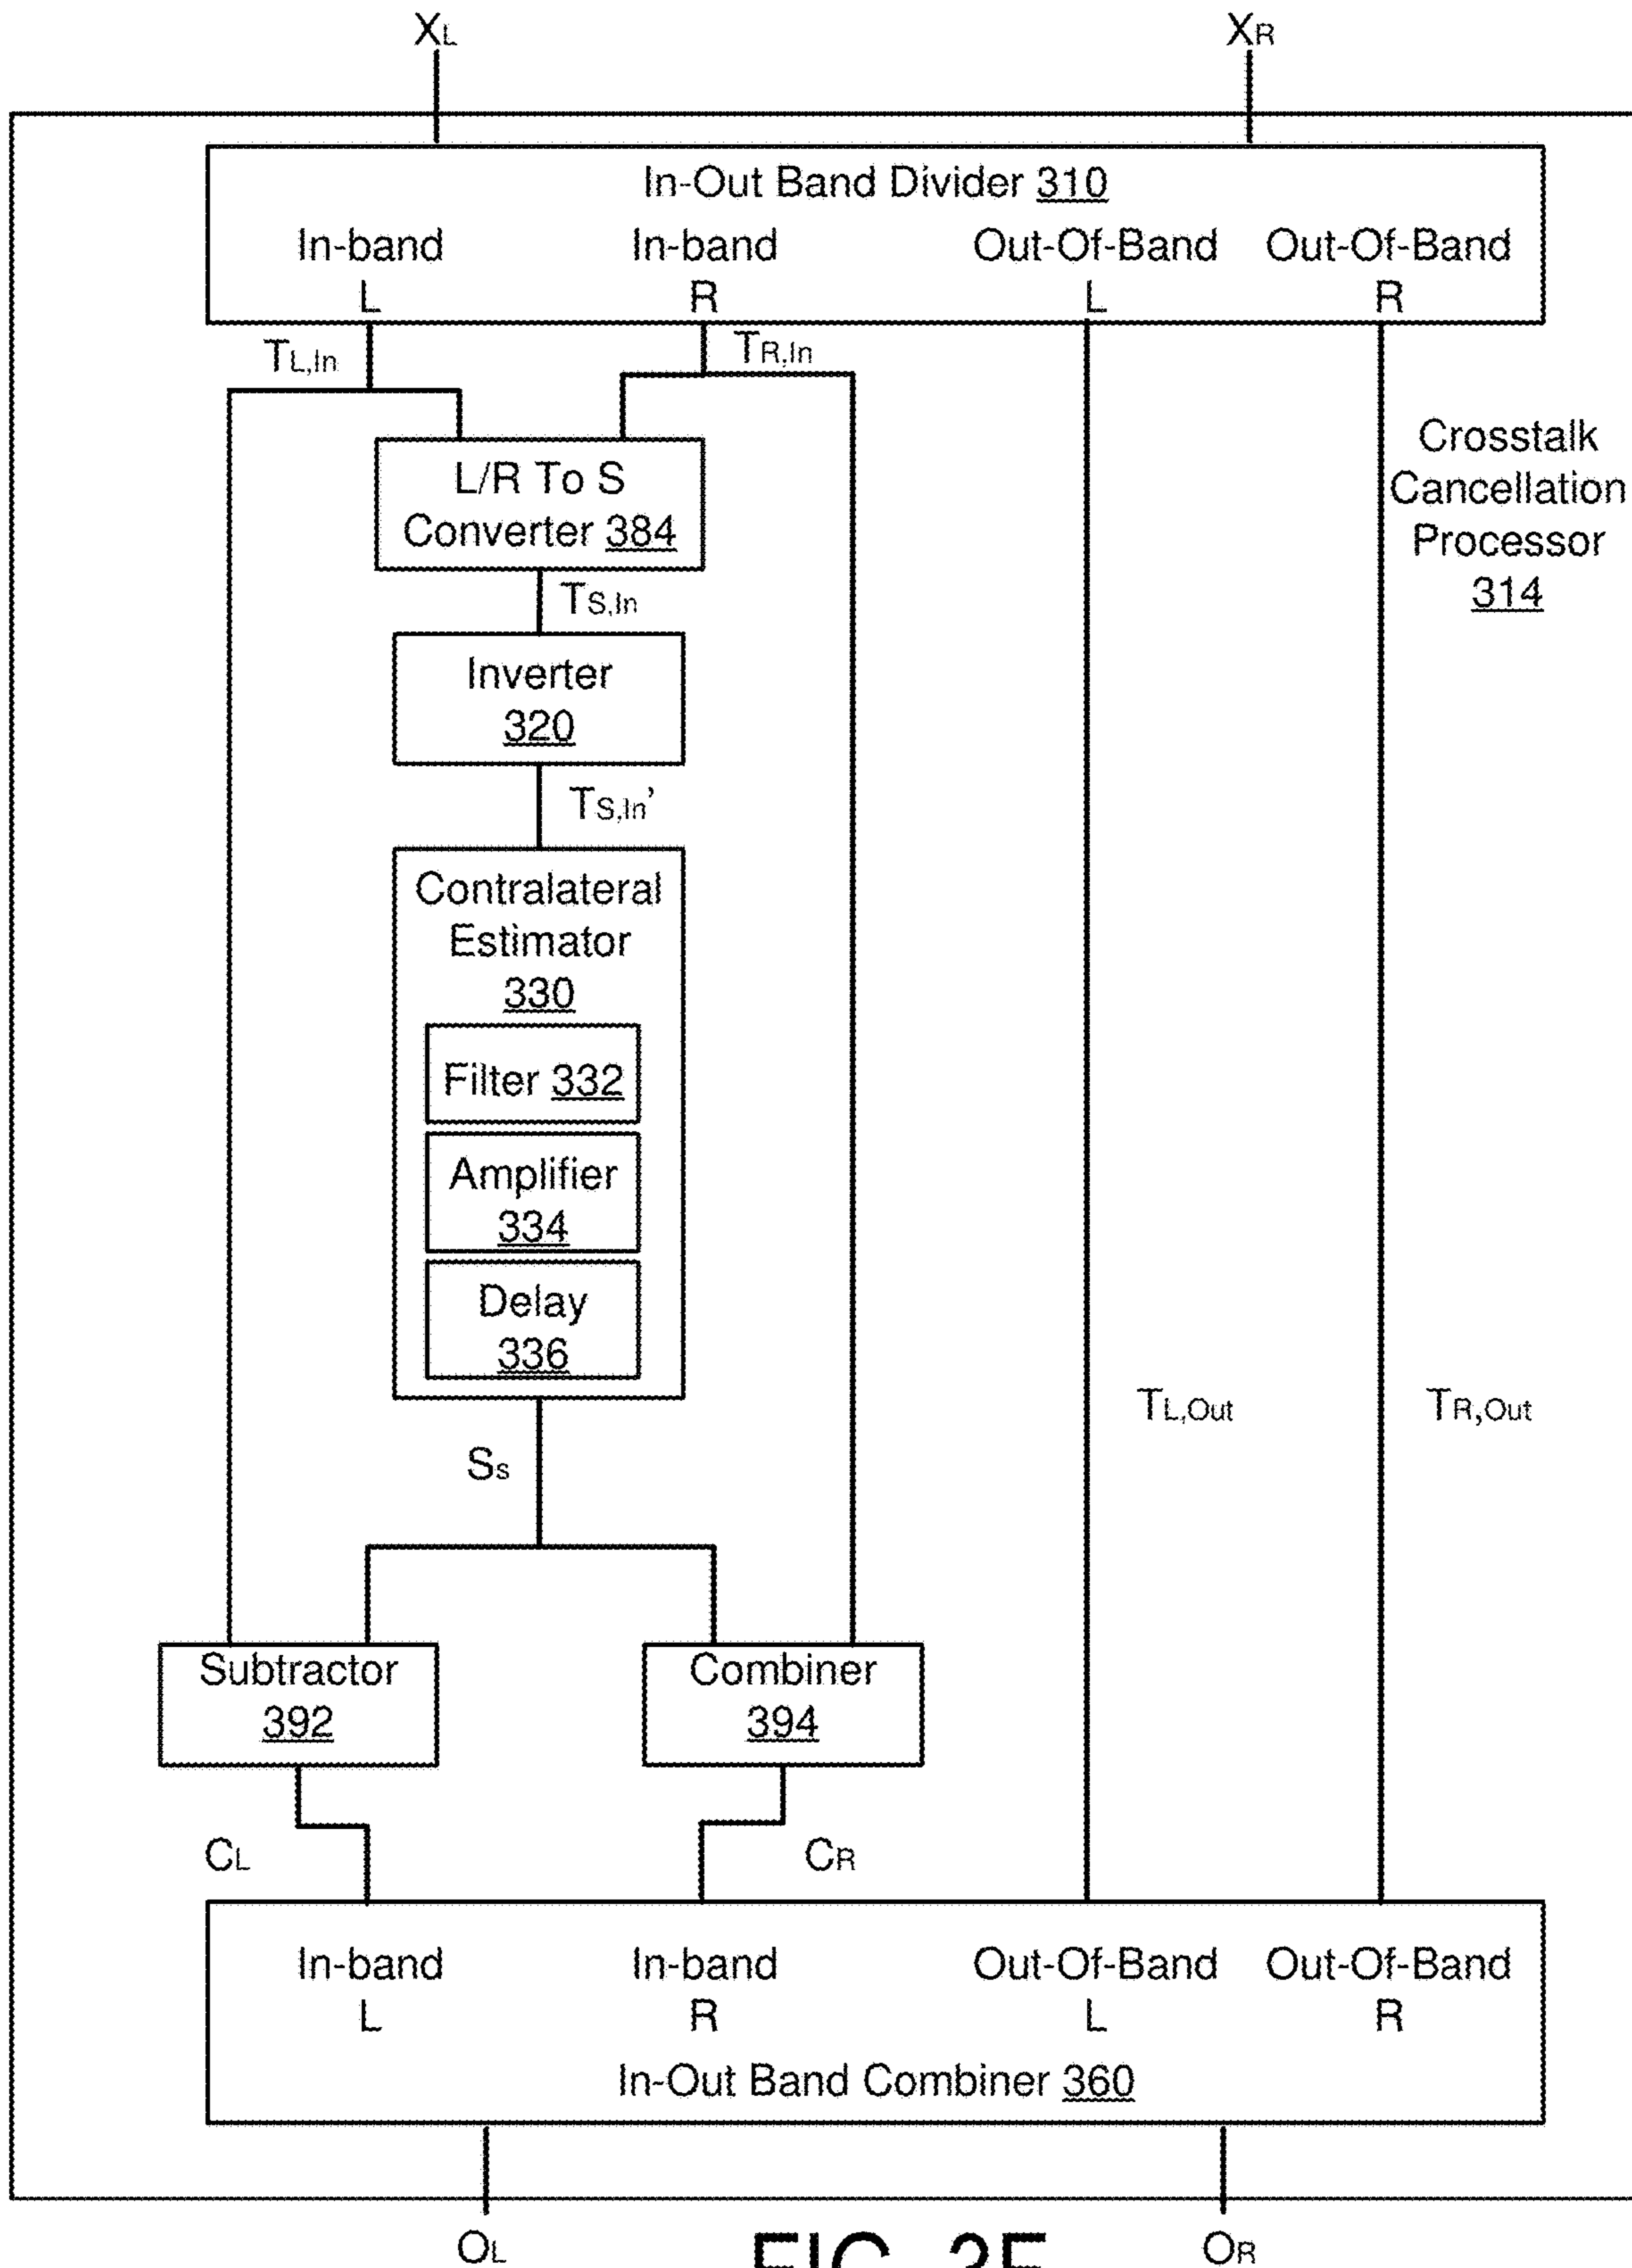 XL XR
In-Out Band Divider 310
In-band In-band Out-Of-Band Out-Of-Band
L R L R
TL,In TR,In
L/R To S
Converter 384
Crosstalk
Cancellation
Processor
314
TS,In
Inverter
320
TS,In'
Contralateral
Estimator
330
Filter 332
Amplifier
334
Delay
336
TL,Out TR,Out
Ss
Subtractor
392
Combiner
394
CL CR
In-band In-band Out-Of-Band Out-Of-Band
L R L R
In-Out Band Combiner 360
OL OR